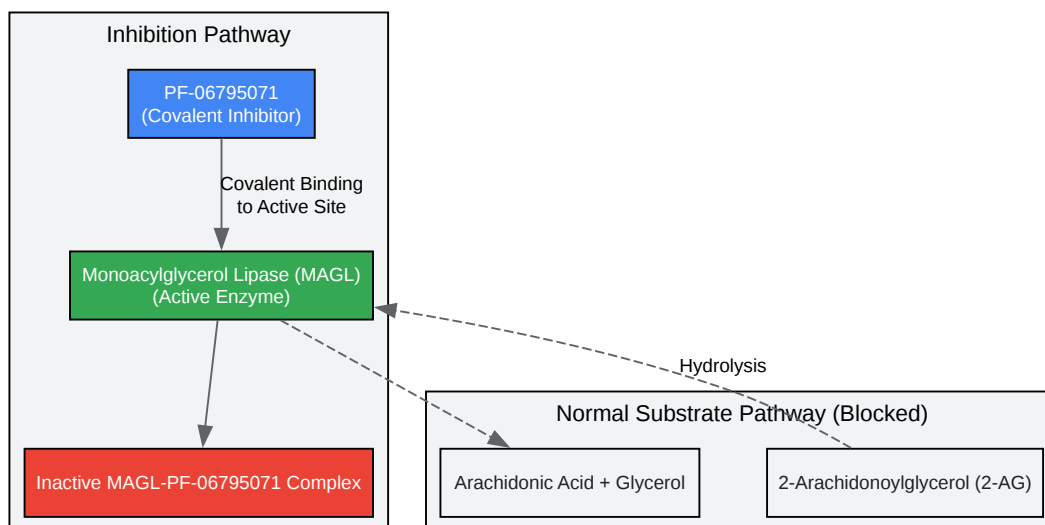 Inhibition Pathway
PF-06795071
(Covalent Inhibitor)
Covalent Binding
to Active Site
Monoacylglycerol Lipase (MAGL)
(Active Enzyme)
Hydrolysis
Normal Substrate Pathway (Blocked)
Inactive MAGL-PF-06795071 Complex
Arachidonic Acid + Glycerol
2-Arachidonoylglycerol (2-AG)